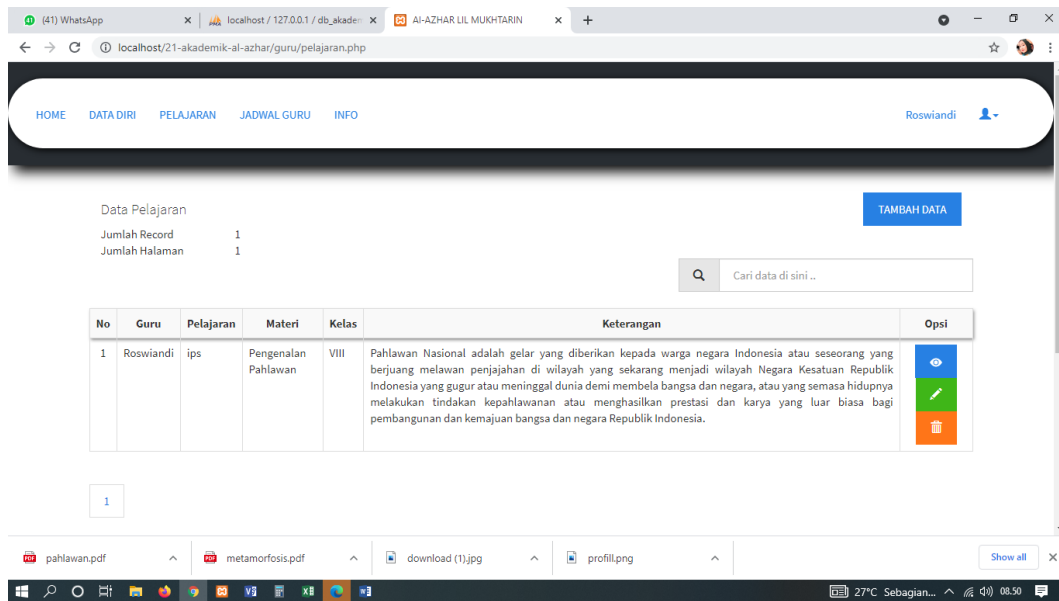 (41) WhatsApp
localhost / 127.0.0.1 / db_akaden
Al-AZHAR LIL MUKHTARIN
localhost/21-akademik-al-azhar/guru/pelajaran.php
HOME DATA DIRI PELAJARAN JADWAL GURU INFO Roswiandi
Data Pelajaran
TAMBAH DATA
Jumlah Record 1
Jumlah Halaman 1
Cari data di sini ..
No Guru Pelajaran Materi Kelas Keterangan Opsi
1 Roswiandi ips Pengenalan Pahlawan VIII Pahlawan Nasional adalah gelar yang diberikan kepada warga negara Indonesia atau seseorang yang
berjuang melawan penjajahan di wilayah yang sekarang menjadi wilayah Negara Kesatuan Republik
Indonesia yang gugur atau meninggal dunia demi membela bangsa dan negara, atau yang semasa hidupnya
melakukan tindakan kepahlawanan atau menghasilkan prestasi dan karya yang luar biasa bagi
pembangunan dan kemajuan bangsa dan negara Republik Indonesia.
1
pahlawan.pdf metamorfosis.pdf download (1).jpg profill.png Show all
27°C Sebagian... 08.50